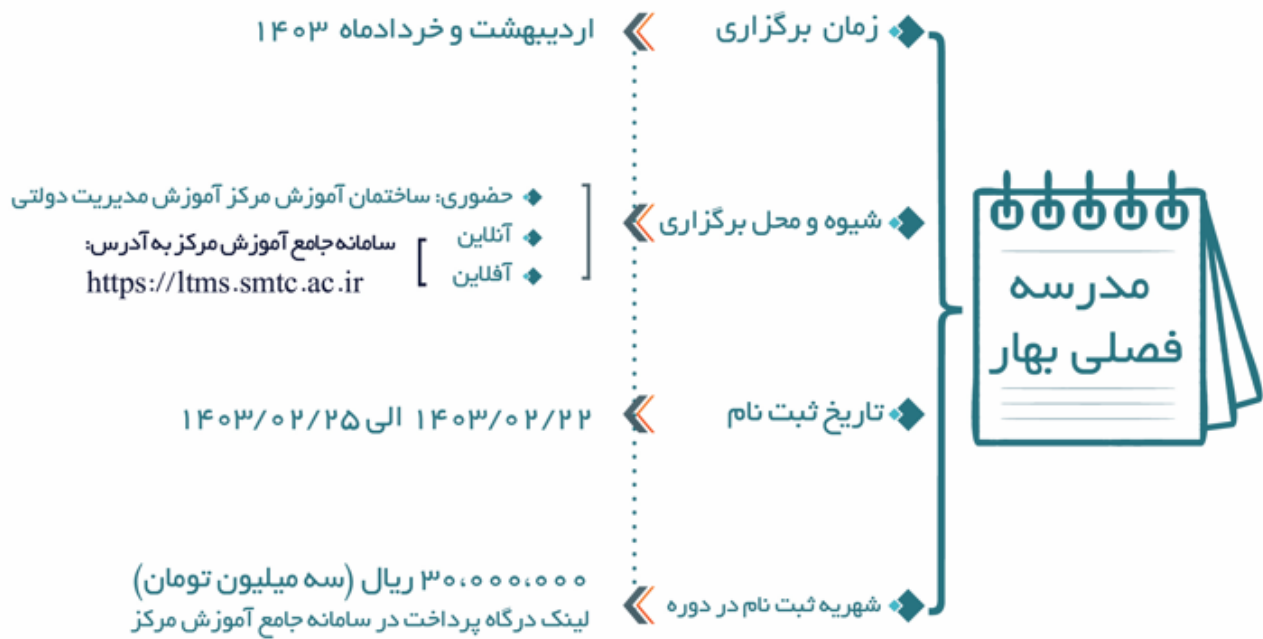 مدرسه
فصلی بهار
زمان برگزاری
اردیبهشت و خردادماه ۱۴۰۳
شیوه و محل برگزاری
حضوری: ساختمان آموزش مرکز آموزش مدیریت دولتی
آنلاین
آفلاین
سامانه جامع آموزش مرکز به آدرس:
https://ltms.smtc.ac.ir
تاریخ ثبت نام
۱۴۰۳/۰۲/۲۲ الی ۱۴۰۳/۰۲/۲۵
شهریه ثبت نام در دوره
۳۰،۰۰۰،۰۰۰ ریال (سه میلیون تومان)
لینک درگاه پرداخت در سامانه جامع آموزش مرکز